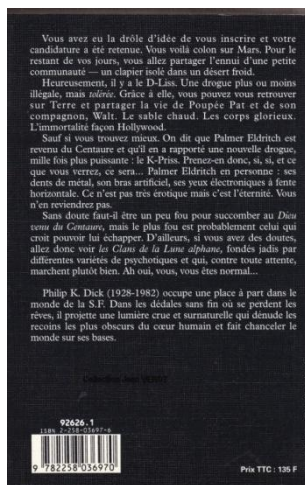 Vous avez eu la drôle d'idée de vous inscrire et votre
candidature a été retenue. Vous voilà colon sur Mars. Pour le
restant de vos jours, vous allez partager l'ennui d'une petite
communauté — un clapier isolé dans un désert froid.
Heureusement, il y a le D-Liss. Une drogue plus ou moins
illégale, mais tolérée. Grâce à elle, vous pouvez vous retrouver
sur Terre et partager la vie de Poupée Pat et de son
compagnon, Walt. Le sable chaud. Les corps glorieux.
L'immortalité façon Hollywood.
Sauf si vous trouvez mieux. On dit que Palmer Eldritch est
revenu du Centaure et qu'il en a rapporté une nouvelle drogue,
mille fois plus puissante : le K-Priss. Prenez-en donc, si, si, et ce
que vous verrez, ce sera... Palmer Eldritch en personne : ses
dents de métal, son bras artificiel, ses yeux électroniques à fente
horizontale. Ce n'est pas très érotique mais c'est l'éternité. Vous
n'en reviendrez pas.
Sans doute faut-il être un peu fou pour succomber au Dieu
venu du Centaure, mais le plus fou est probablement celui qui
croit pouvoir lui échapper. D'ailleurs, si vous avez des doutes,
allez donc voir les Clans de la Lune alphane, fondés jadis par
différentes variétés de psychotiques et qui, contre toute attente,
marchent plutôt bien. Ah oui, vous, vous êtes normal...
Philip K. Dick (1928-1982) occupe une place à part dans le
monde de la S.F. Dans les dédales sans fin où se perdent les
rêves, il projette une lumière crue et surnaturelle qui dénude les
recoins les plus obscurs du cœur humain et fait chanceler le
monde sur ses bases.
92626.1
ISBN 2-258-03697-6
9 782258 036970
Prix TTC : 135 F